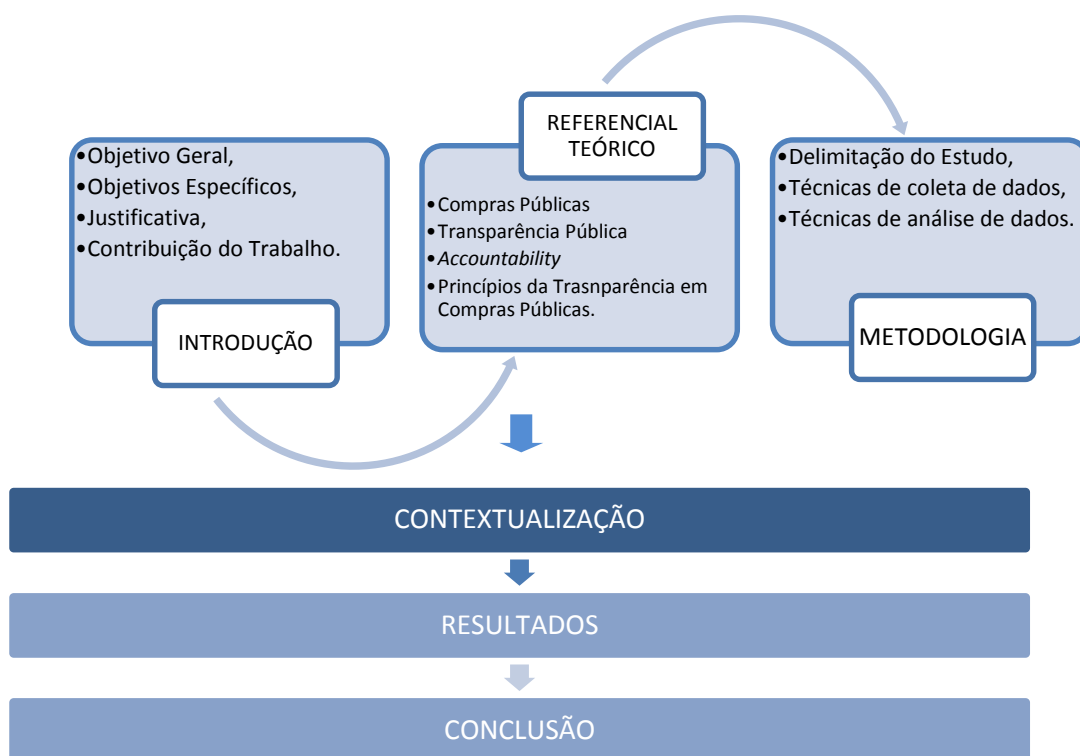 •Objetivo Geral,
•Objetivos Específicos,
•Justificativa,
•Contribuição do Trabalho.
INTRODUÇÃO
REFERENCIAL
TEÓRICO
•Compras Públicas
•Transparência Pública
•Accountability
•Princípios da Trasnparência em
Compras Públicas.
•Delimitação do Estudo,
•Técnicas de coleta de dados,
•Técnicas de análise de dados.
METODOLOGIA
CONTEXTUALIZAÇÃO
RESULTADOS
CONCLUSÃO